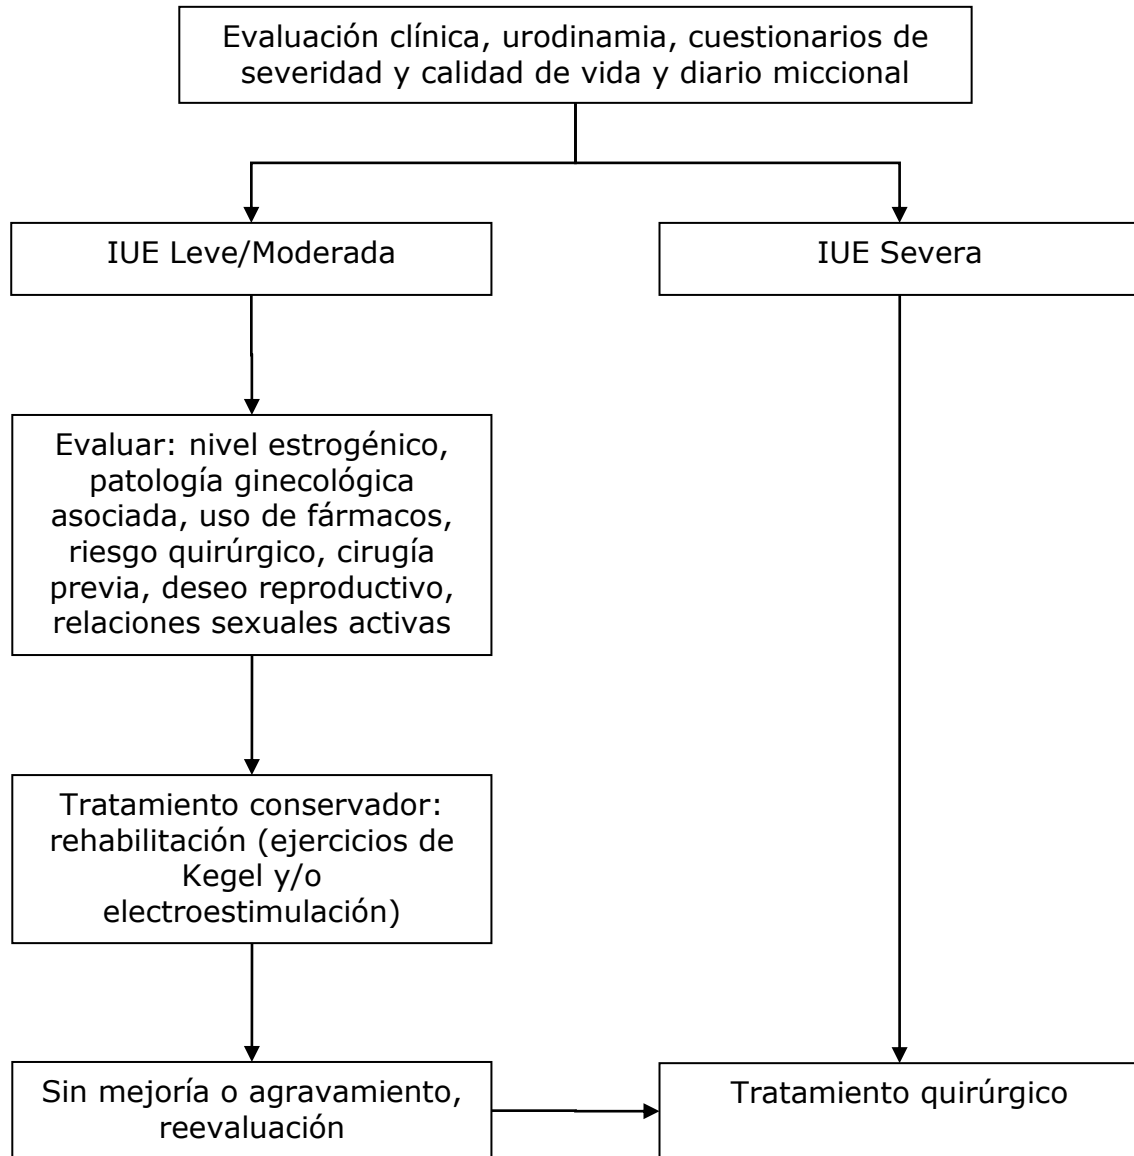 Evaluación clínica, urodinamia, cuestionarios de
severidad y calidad de vida y diario miccional
IUE Leve/Moderada
IUE Severa
Evaluar: nivel estrogénico,
patología ginecológica
asociada, uso de fármacos,
riesgo quirúrgico, cirugía
previa, deseo reproductivo,
relaciones sexuales activas
Tratamiento conservador:
rehabilitación (ejercicios de
Kegel y/o
electroestimulación)
Sin mejoría o agravamiento,
reevaluación
Tratamiento quirúrgico